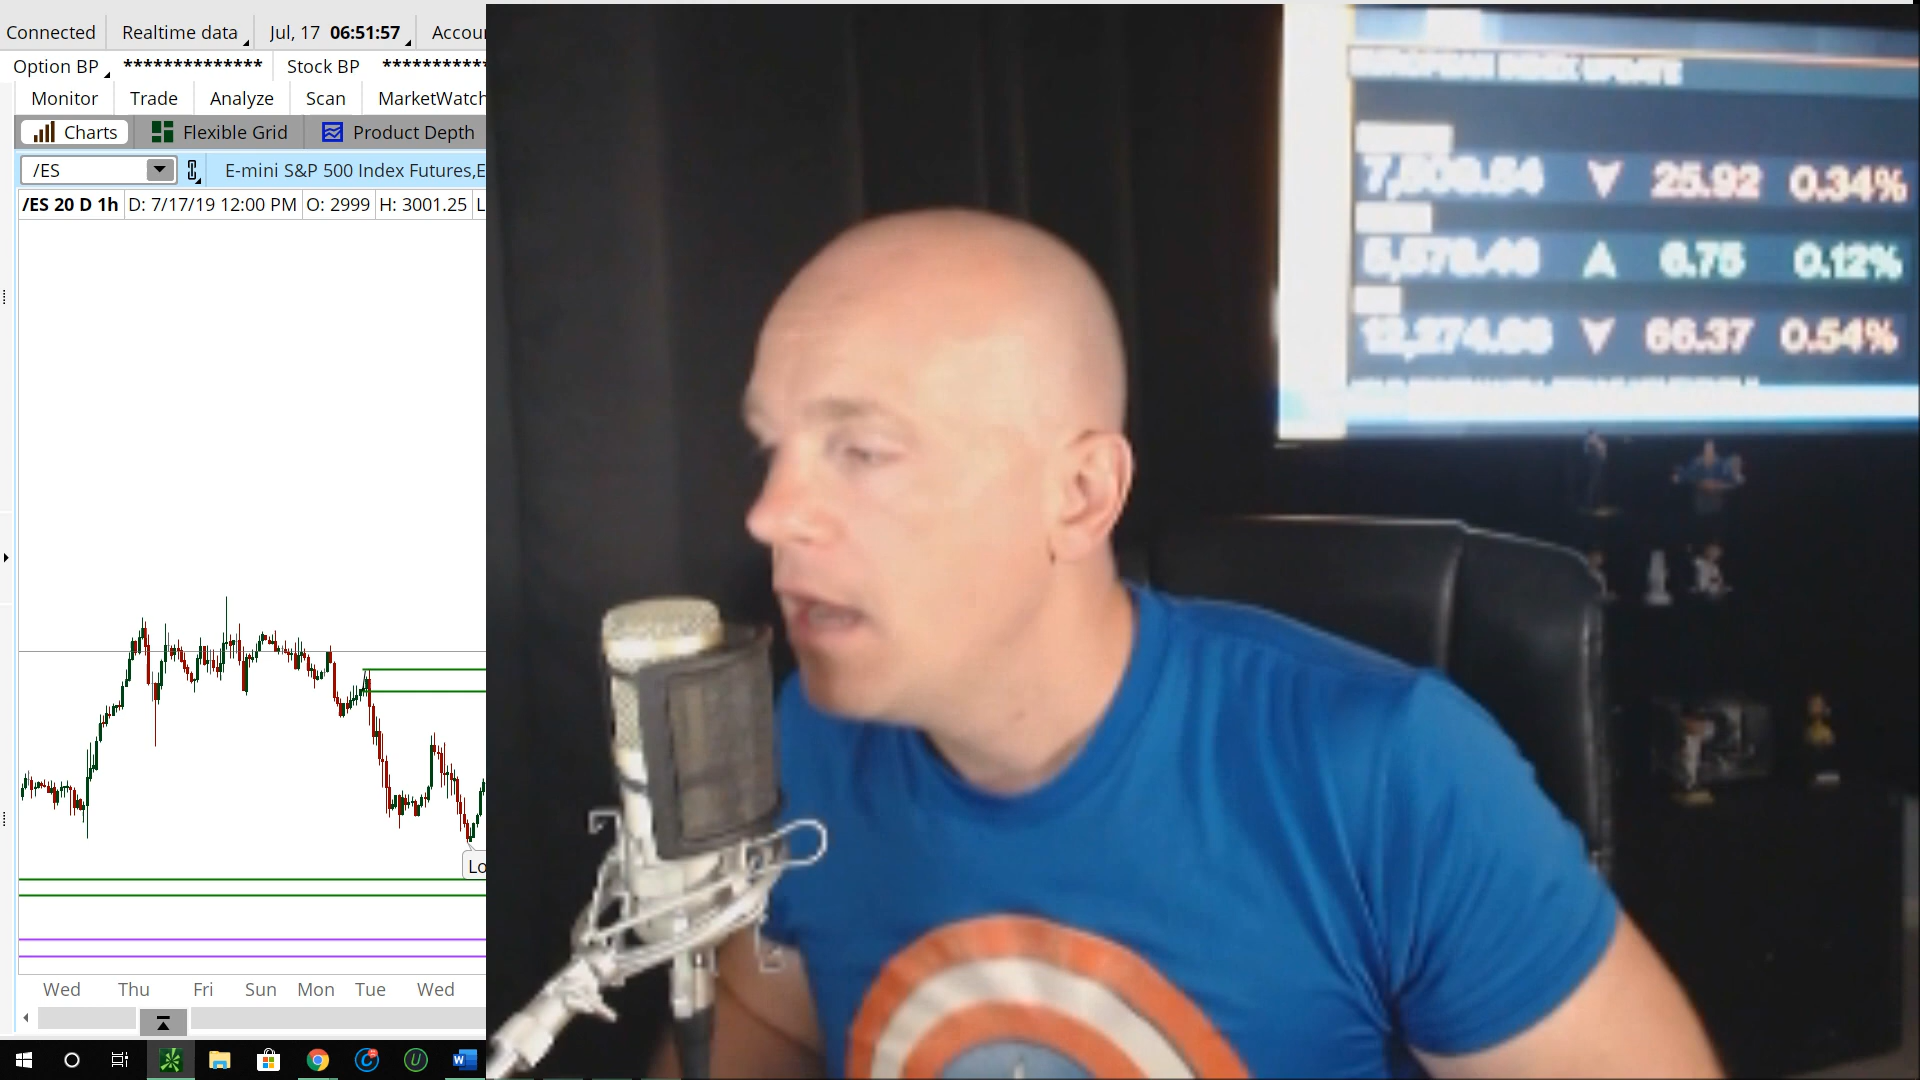 Connected Realtime data Jul, 17 06:51:57 Accou
Option BP ************** Stock BP ***********
Monitor Trade Analyze Scan MarketWatch
Charts Flexible Grid Product Depth
/ES E-mini S&P 500 Index Futures,E
/ES 20 D 1h D: 7/17/19 12:00 PM O: 2999 H: 3001.25 L
Lo
Wed Thu Fri Sun Mon Tue Wed
EUROPEAN INDEX UPDATE
25.92 0.34%
6.75 0.12%
66.37 0.54%
U
W